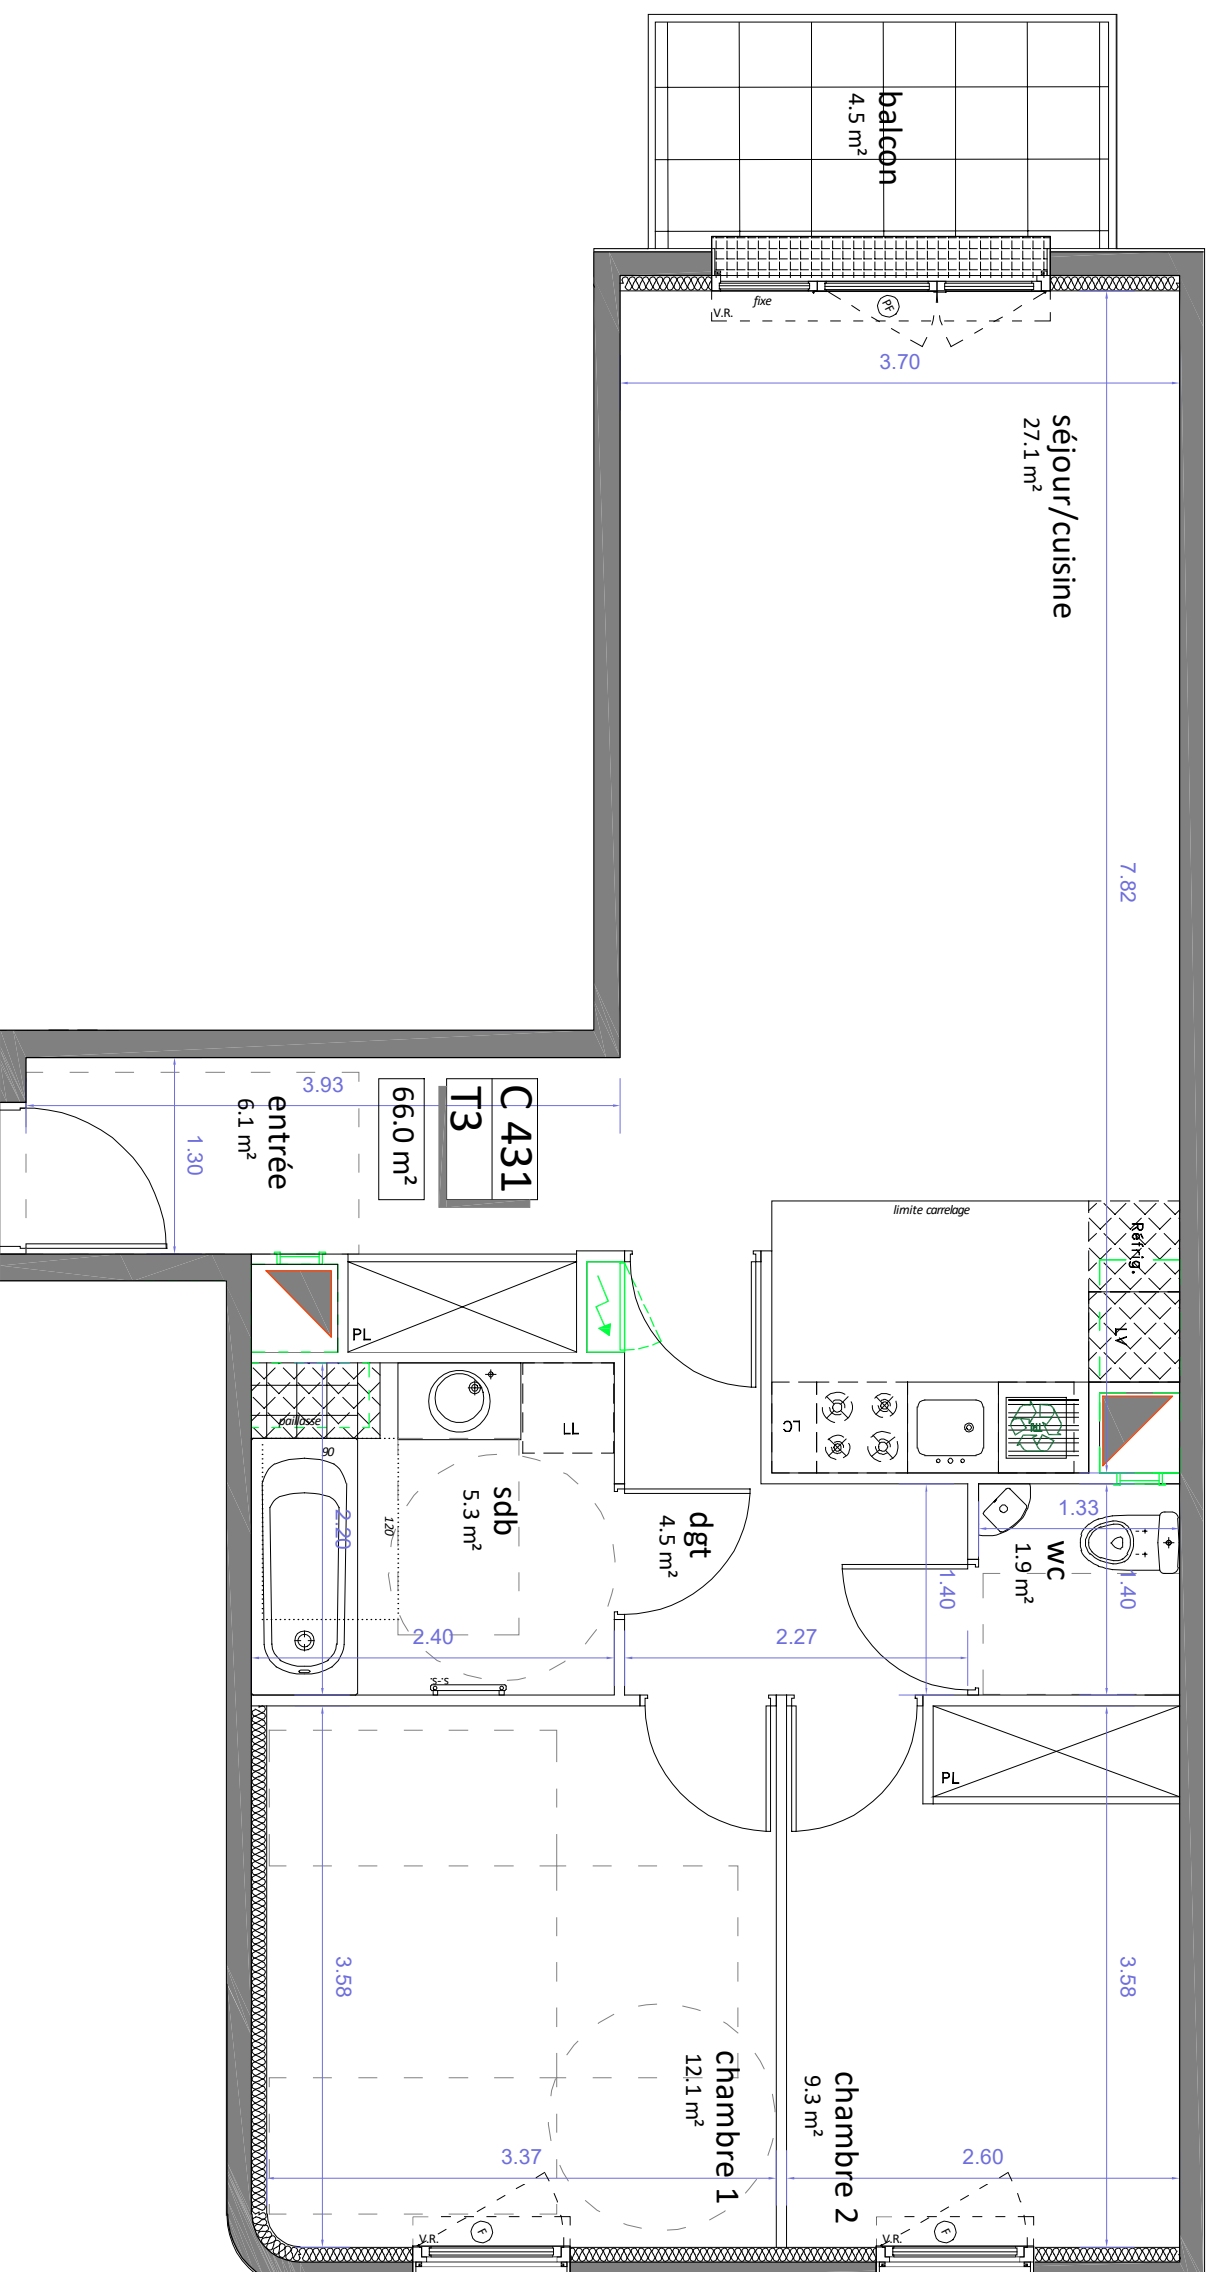 balcon
4.5 m²
fixe
V.R.
PF
3.70
séjour/cuisine
27.1 m²
7.82
3.93
1.30
entrée
6.1 m²
66.0 m²
C 431
T3
limite carrelage
Réfrig.
LV
PL
LC
LL
paillasse
90
120
2.20
sdb
5.3 m²
dgt
4.5 m²
wc
1.9 m²
1.33
1.40
1.40
2.40
2.27
S.-S.
PL
3.58
3.58
chambre 1
12.1 m²
chambre 2
9.3 m²
3.37
2.60
V.R.
F
V.R.
F